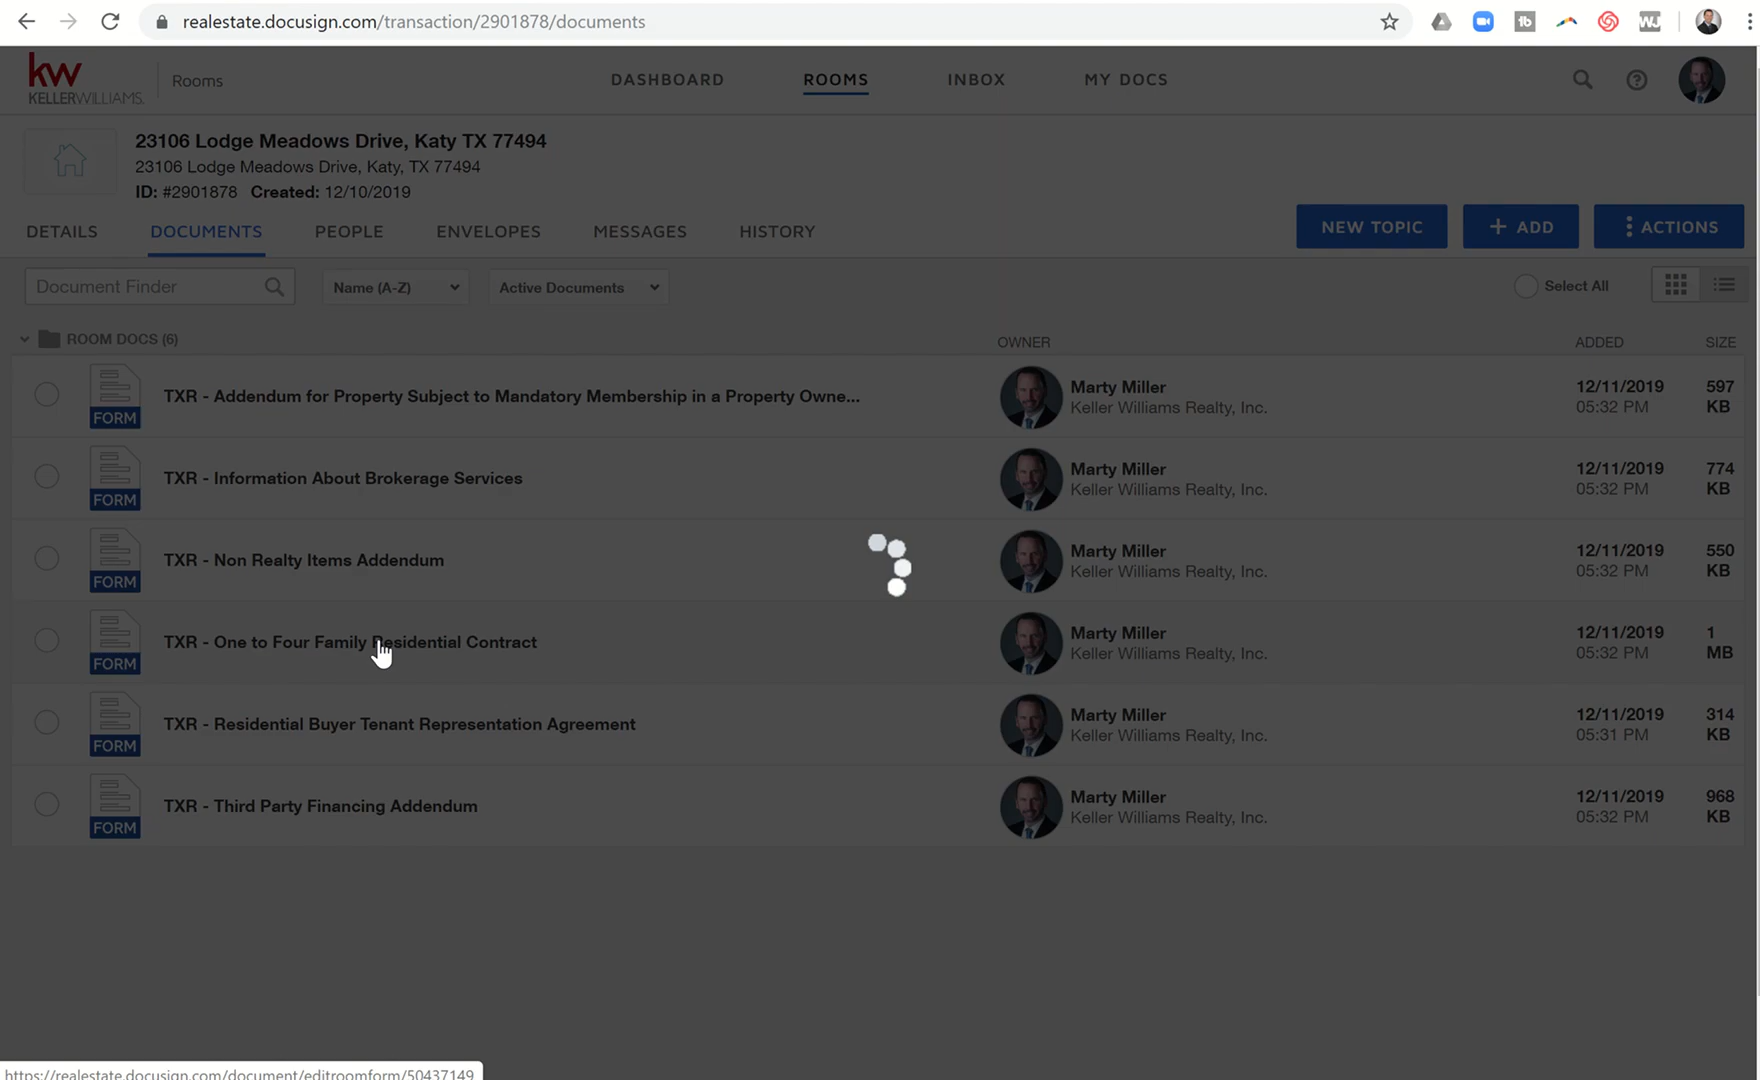 realestate.docusign.com/transaction/2901878/documents
tb
WJ
kw
KELLERWILLIAMS.
Rooms
DASHBOARD
ROOMS
INBOX
MY DOCS
23106 Lodge Meadows Drive, Katy TX 77494
23106 Lodge Meadows Drive, Katy, TX 77494
ID: #2901878 Created: 12/10/2019
DETAILS
DOCUMENTS
PEOPLE
ENVELOPES
MESSAGES
HISTORY
NEW TOPIC
+ ADD
ACTIONS
Document Finder
Name (A-Z)
Active Documents
Select All
ROOM DOCS (6)
OWNER
ADDED
SIZE
FORM
TXR - Addendum for Property Subject to Mandatory Membership in a Property Owne...
Marty Miller
Keller Williams Realty, Inc.
12/11/2019
05:32 PM
597
KB
FORM
TXR - Information About Brokerage Services
Marty Miller
Keller Williams Realty, Inc.
12/11/2019
05:32 PM
774
KB
FORM
TXR - Non Realty Items Addendum
Marty Miller
Keller Williams Realty, Inc.
12/11/2019
05:32 PM
550
KB
FORM
TXR - One to Four Family Residential Contract
Marty Miller
Keller Williams Realty, Inc.
12/11/2019
05:32 PM
1
MB
FORM
TXR - Residential Buyer Tenant Representation Agreement
Marty Miller
Keller Williams Realty, Inc.
12/11/2019
05:31 PM
314
KB
FORM
TXR - Third Party Financing Addendum
Marty Miller
Keller Williams Realty, Inc.
12/11/2019
05:32 PM
968
KB
https://realestate.docusign.com/document/editroomform/50437149